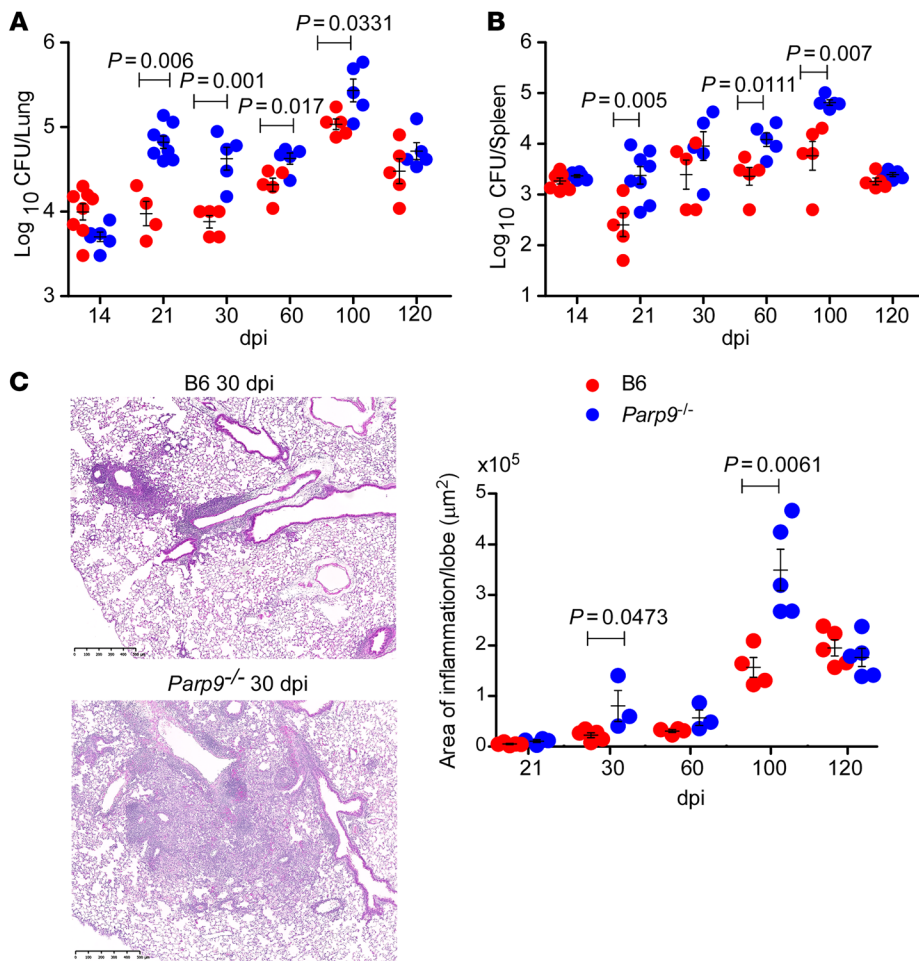 A
Log10 CFU/Lung
6
5
4
3
P = 0.006
P = 0.001
P = 0.017
P = 0.0331
14 21 30 60 100 120
dpi
B
Log10 CFU/Spleen
6
5
4
3
2
1
P = 0.005
P = 0.0111
P = 0.007
14 21 30 60 100 120
dpi
C
B6 30 dpi
Parp9-/- 30 dpi
B6
Parp9-/-
x10⁵
Area of inflammation/lobe (µm²)
5
4
3
2
1
0
P = 0.0473
P = 0.0061
21 30 60 100 120
dpi